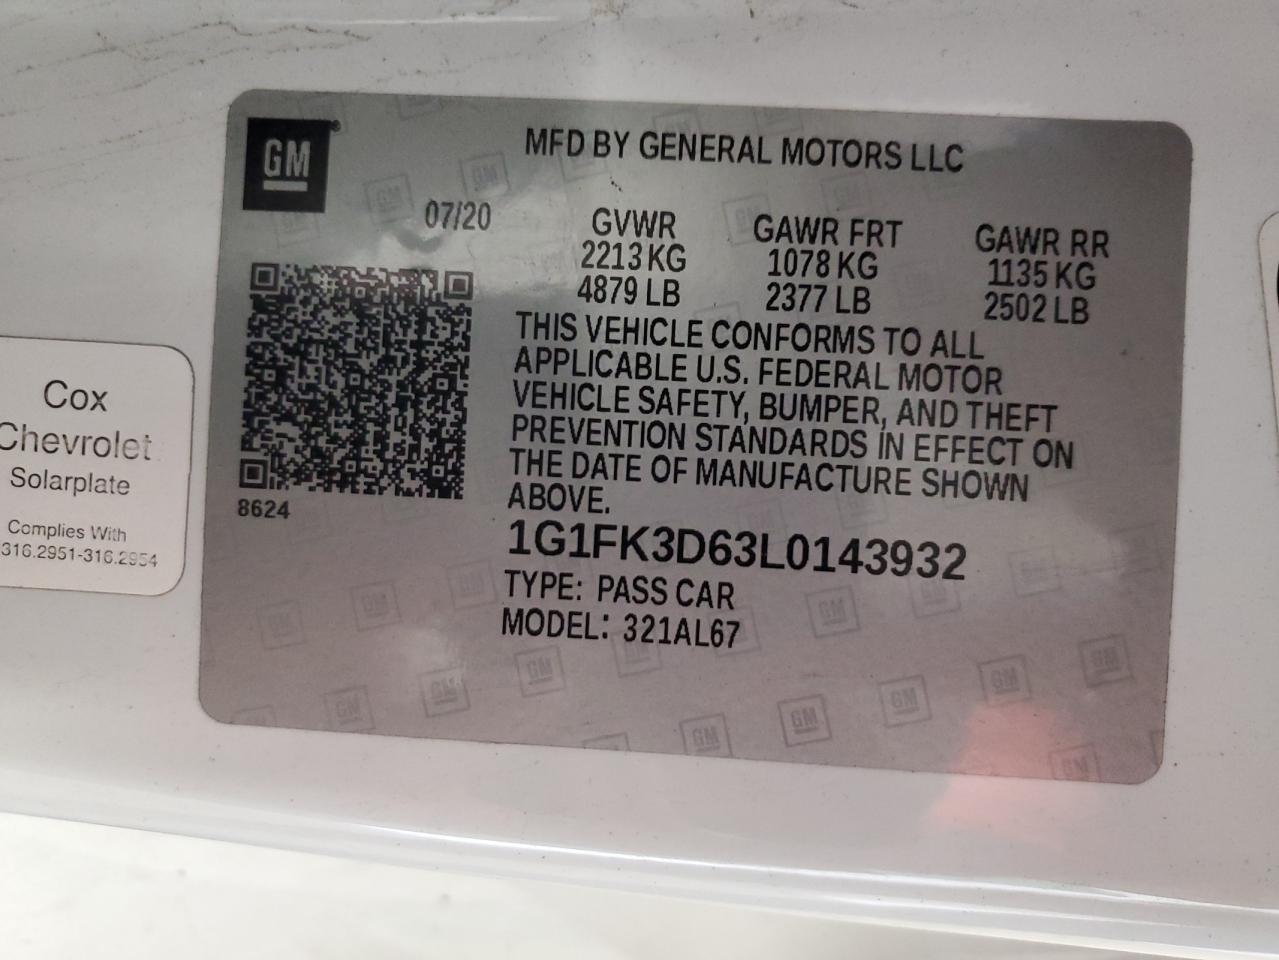 GM
MFD BY GENERAL MOTORS LLC
07/20
GVWR
2213 KG
4879 LB
GAWR FRT
1078 KG
2377 LB
GAWR RR
1135 KG
2502 LB
THIS VEHICLE CONFORMS TO ALL
APPLICABLE U.S. FEDERAL MOTOR
VEHICLE SAFETY, BUMPER, AND THEFT
PREVENTION STANDARDS IN EFFECT ON
THE DATE OF MANUFACTURE SHOWN
ABOVE.
8624
1G1FK3D63L0143932
TYPE: PASS CAR
MODEL: 321AL67
Cox
Chevrolet
Solarplate
Complies With
316.2951-316.2954